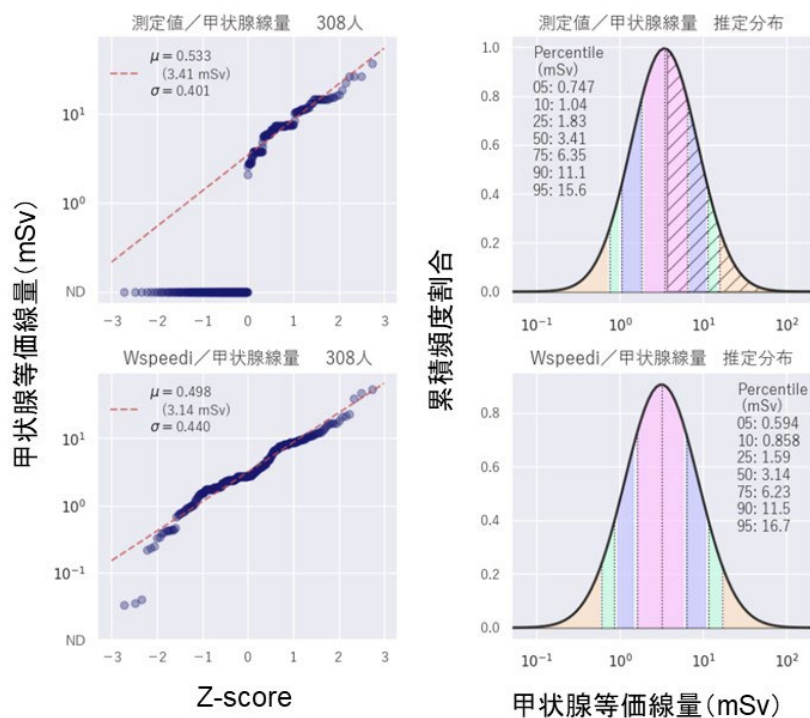 測定値／甲状腺線量 308人
μ = 0.533
(3.41 mSv)
σ = 0.401
10¹
10⁰
ND
−3 −2 −1 0 1 2 3
測定値／甲状腺線量 推定分布
Percentile
(mSv)
05: 0.747
10: 1.04
25: 1.83
50: 3.41
75: 6.35
90: 11.1
95: 15.6
1.0
0.8
0.6
0.4
0.2
0.0
10⁻¹ 10⁰ 10¹ 10²
甲状腺等価線量(mSv)
累積頻度割合
Wspeedi／甲状腺線量 308人
μ = 0.498
(3.14 mSv)
σ = 0.440
10¹
10⁰
10⁻¹
ND
−3 −2 −1 0 1 2 3
Z-score
Wspeedi／甲状腺線量 推定分布
Percentile
(mSv)
05: 0.594
10: 0.858
25: 1.59
50: 3.14
75: 6.23
90: 11.5
95: 16.7
0.8
0.6
0.4
0.2
0.0
10⁻¹ 10⁰ 10¹ 10²
甲状腺等価線量(mSv)